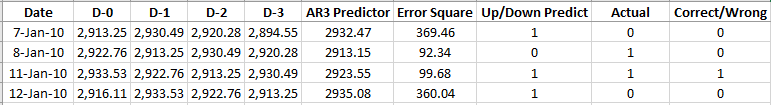 Date D-0 D-1 D-2 D-3 AR3 Predictor Error Square Up/Down Predict Actual Correct/Wrong
7-Jan-10 2,913.25 2,930.49 2,920.28 2,894.55 2932.47 369.46 1 0 0
8-Jan-10 2,922.76 2,913.25 2,930.49 2,920.28 2913.15 92.34 0 1 0
11-Jan-10 2,933.53 2,922.76 2,913.25 2,930.49 2923.55 99.68 1 1 1
12-Jan-10 2,916.11 2,933.53 2,922.76 2,913.25 2935.08 360.04 1 0 0